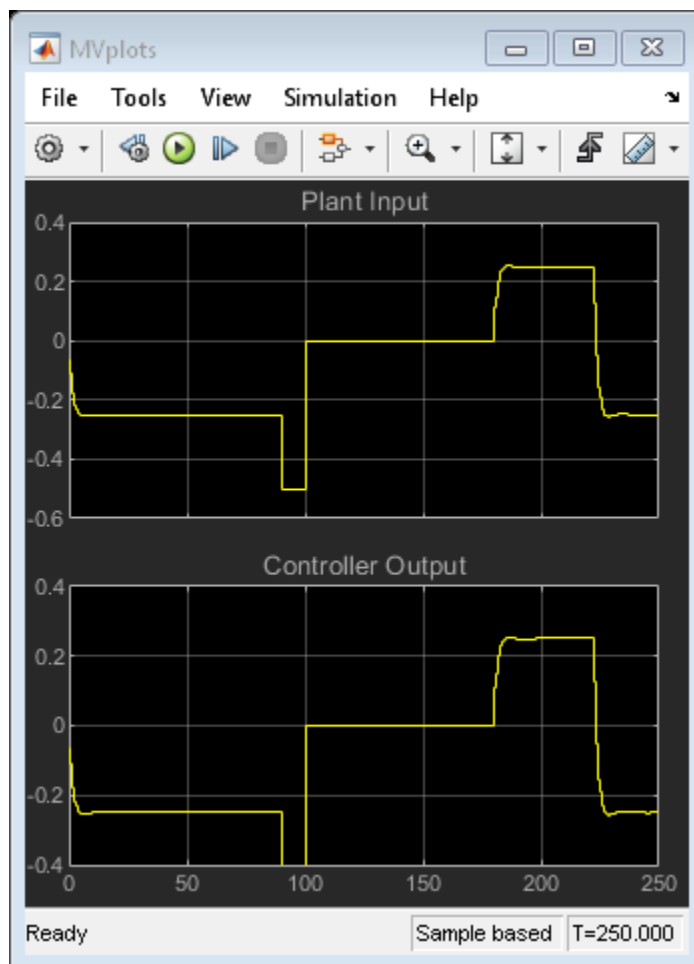 MVplots
File Tools View Simulation Help
Plant Input
0.4
0.2
0
-0.2
-0.4
-0.6
Controller Output
0.4
0.2
0
-0.2
-0.4
0 50 100 150 200 250
Ready Sample based T=250.000